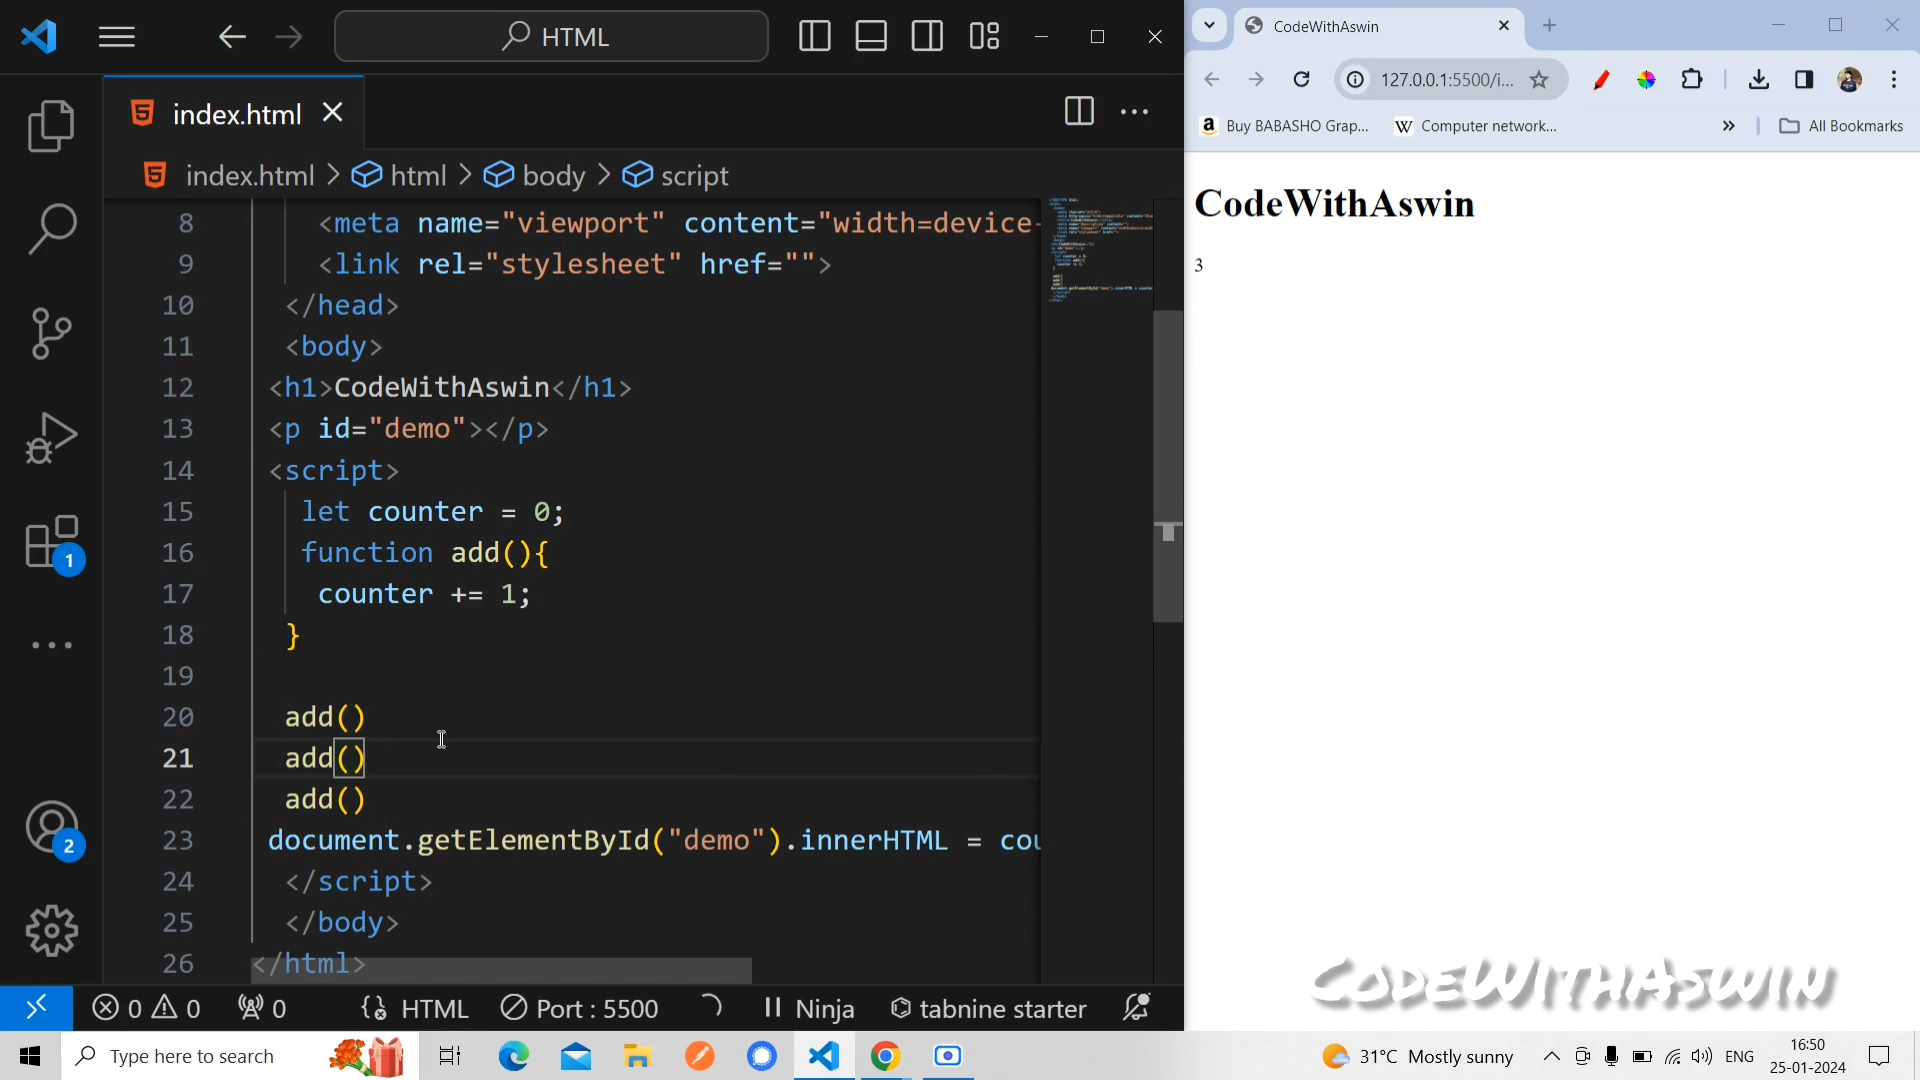 HTML
index.html
index.html > html > body > script
8 <meta name="viewport" content="width=device-
9 <link rel="stylesheet" href="">
10 </head>
11 <body>
12 <h1>CodeWithAswin</h1>
13 <p id="demo"></p>
14 <script>
15 let counter = 0;
16 function add(){
17 counter += 1;
18 }
19
20 add()
21 add()
22 add()
23 document.getElementById("demo").innerHTML = cou
24 </script>
25 </body>
26 </html>
1
2
0 0 0 HTML Port : 5500 Ninja tabnine starter
CodeWithAswin
127.0.0.1:5500/i...
Buy BABASHO Grap... Computer network... » All Bookmarks
CodeWithAswin
3
CodeWithAswin
Type here to search
31°C Mostly sunny ENG 16:50
25-01-2024